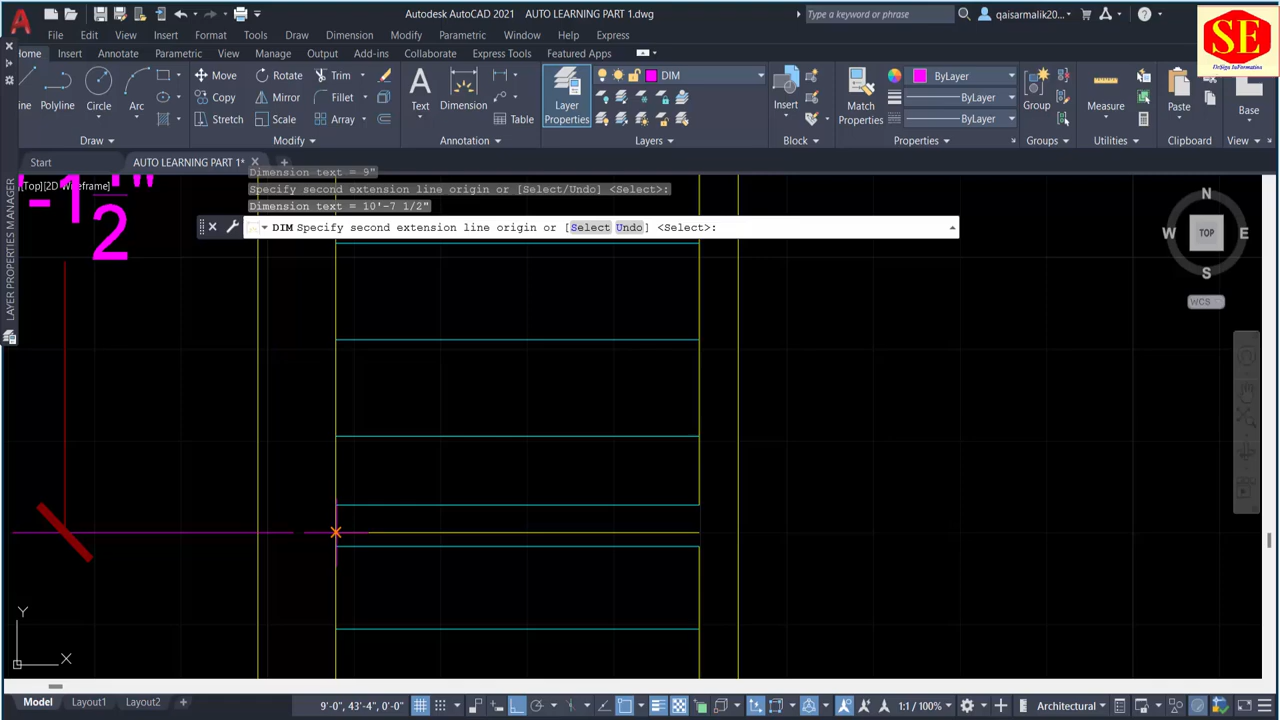 Autodesk AutoCAD 2021 AUTO LEARNING PART 1.dwg
Type a keyword or phrase
qaisarmalik20...
SE
DrSign InFormation
File Edit View Insert Format Tools Draw Dimension Modify Parametric Window Help Express
Home Insert Annotate Parametric View Manage Output Add-ins Collaborate Express Tools Featured Apps
Polyline Circle Arc
Move Rotate Trim
Copy Mirror Fillet
Stretch Scale Array
Text Dimension Table
Layer Properties
DIM
Insert
Match Properties
ByLayer
ByLayer
ByLayer
Group
Measure
Paste
Base
Draw Modify Annotation Layers Block Properties Groups Utilities Clipboard View
Start AUTO LEARNING PART 1*
[Top][2D Wireframe]
Dimension text = 9"
Specify second extension line origin or [Select/Undo] <Select>:
Dimension text = 10'-7 1/2"
DIM Specify second extension line origin or [Select Undo] <Select>:
LAYER PROPERTIES MANAGER
N
W TOP E
S
WCS
Y
X
Model Layout1 Layout2
9'-0", 43'-4", 0'-0"
1:1/100%
Architectural